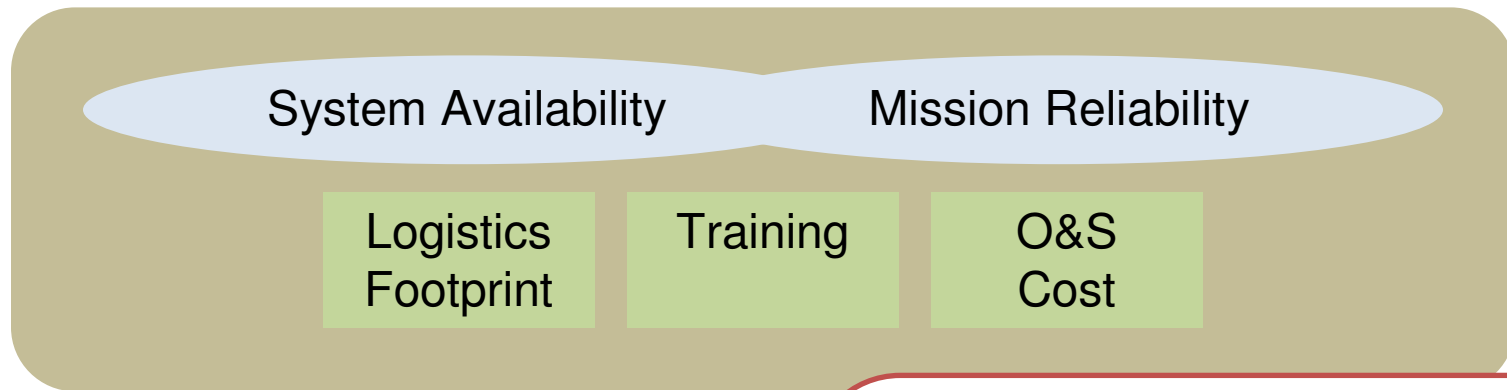 System Availability
Mission Reliability
Logistics
Footprint
Training
O&S
Cost